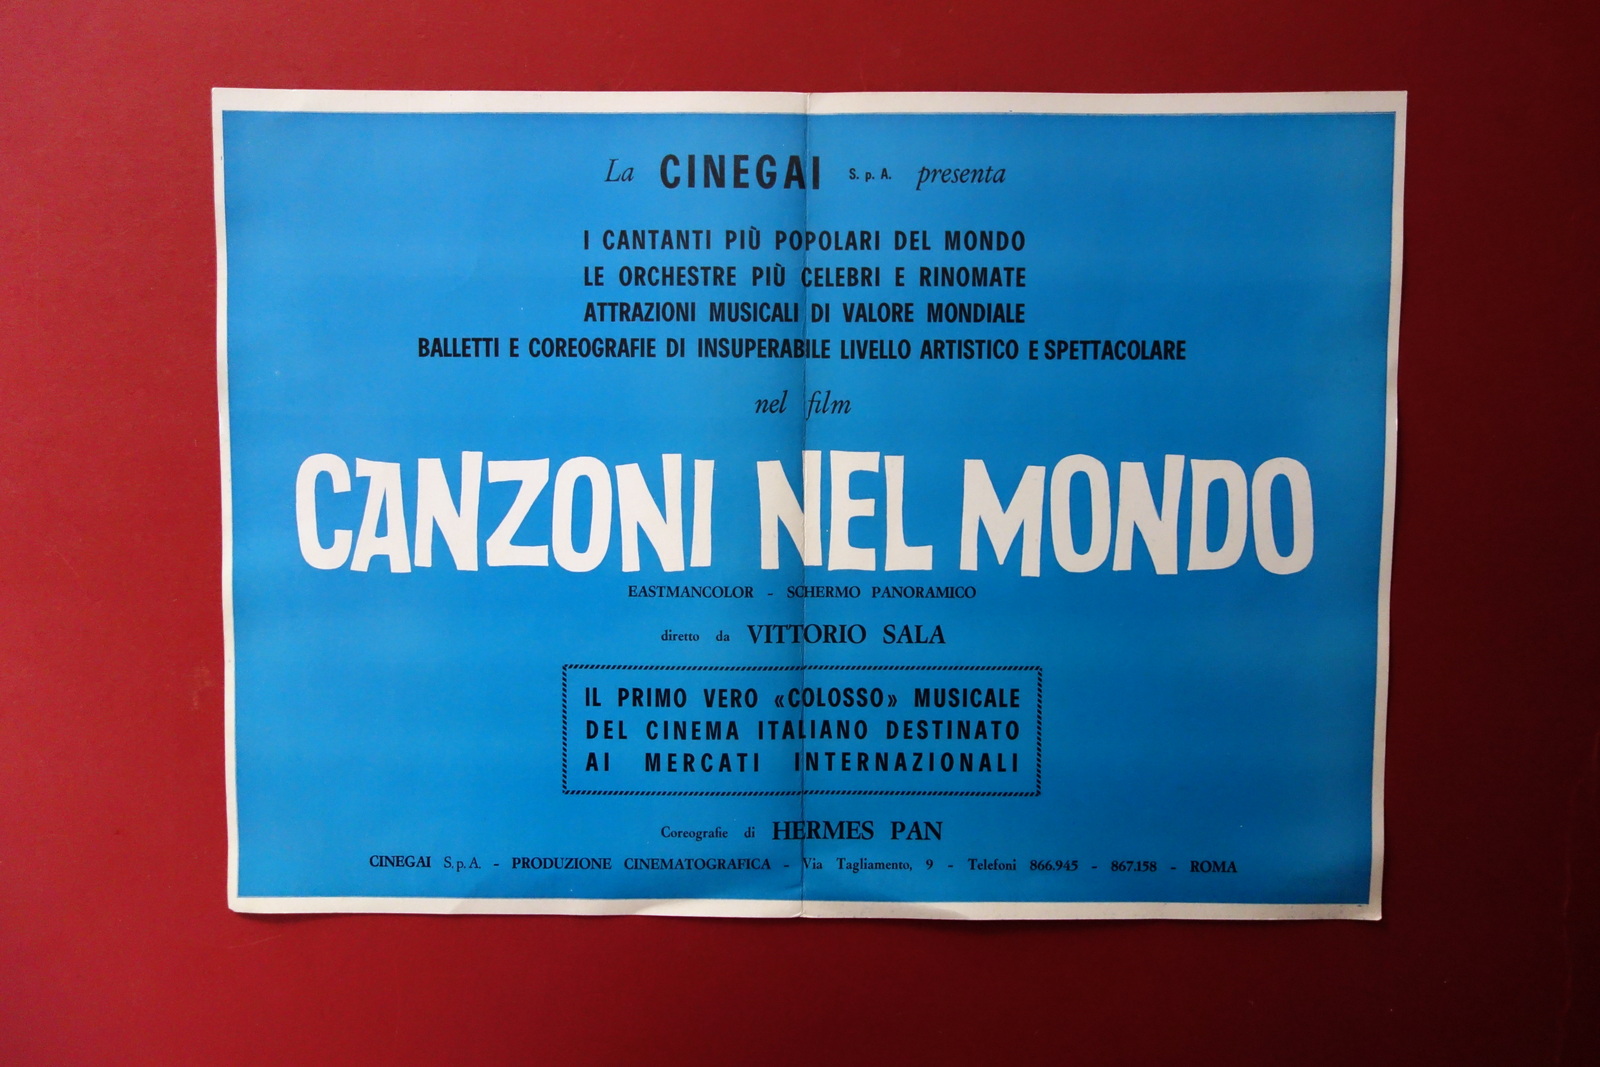 La CINEGAI S. p. A. presenta
I CANTANTI PIÙ POPOLARI DEL MONDO
LE ORCHESTRE PIÙ CELEBRI E RINOMATE
ATTRAZIONI MUSICALI DI VALORE MONDIALE
BALLETTI E COREOGRAFIE DI INSUPERABILE LIVELLO ARTISTICO E SPETTACOLARE
nel film
CANZONI NEL MONDO
EASTMANCOLOR - SCHERMO PANORAMICO
diretto da VITTORIO SALA
IL PRIMO VERO «COLOSSO» MUSICALE
DEL CINEMA ITALIANO DESTINATO
AI MERCATI INTERNAZIONALI
Coreografie di HERMES PAN
CINEGAI S.p.A. - PRODUZIONE CINEMATOGRAFICA - Via Tagliamento, 9 - Telefoni 866.945 - 867.158 - ROMA